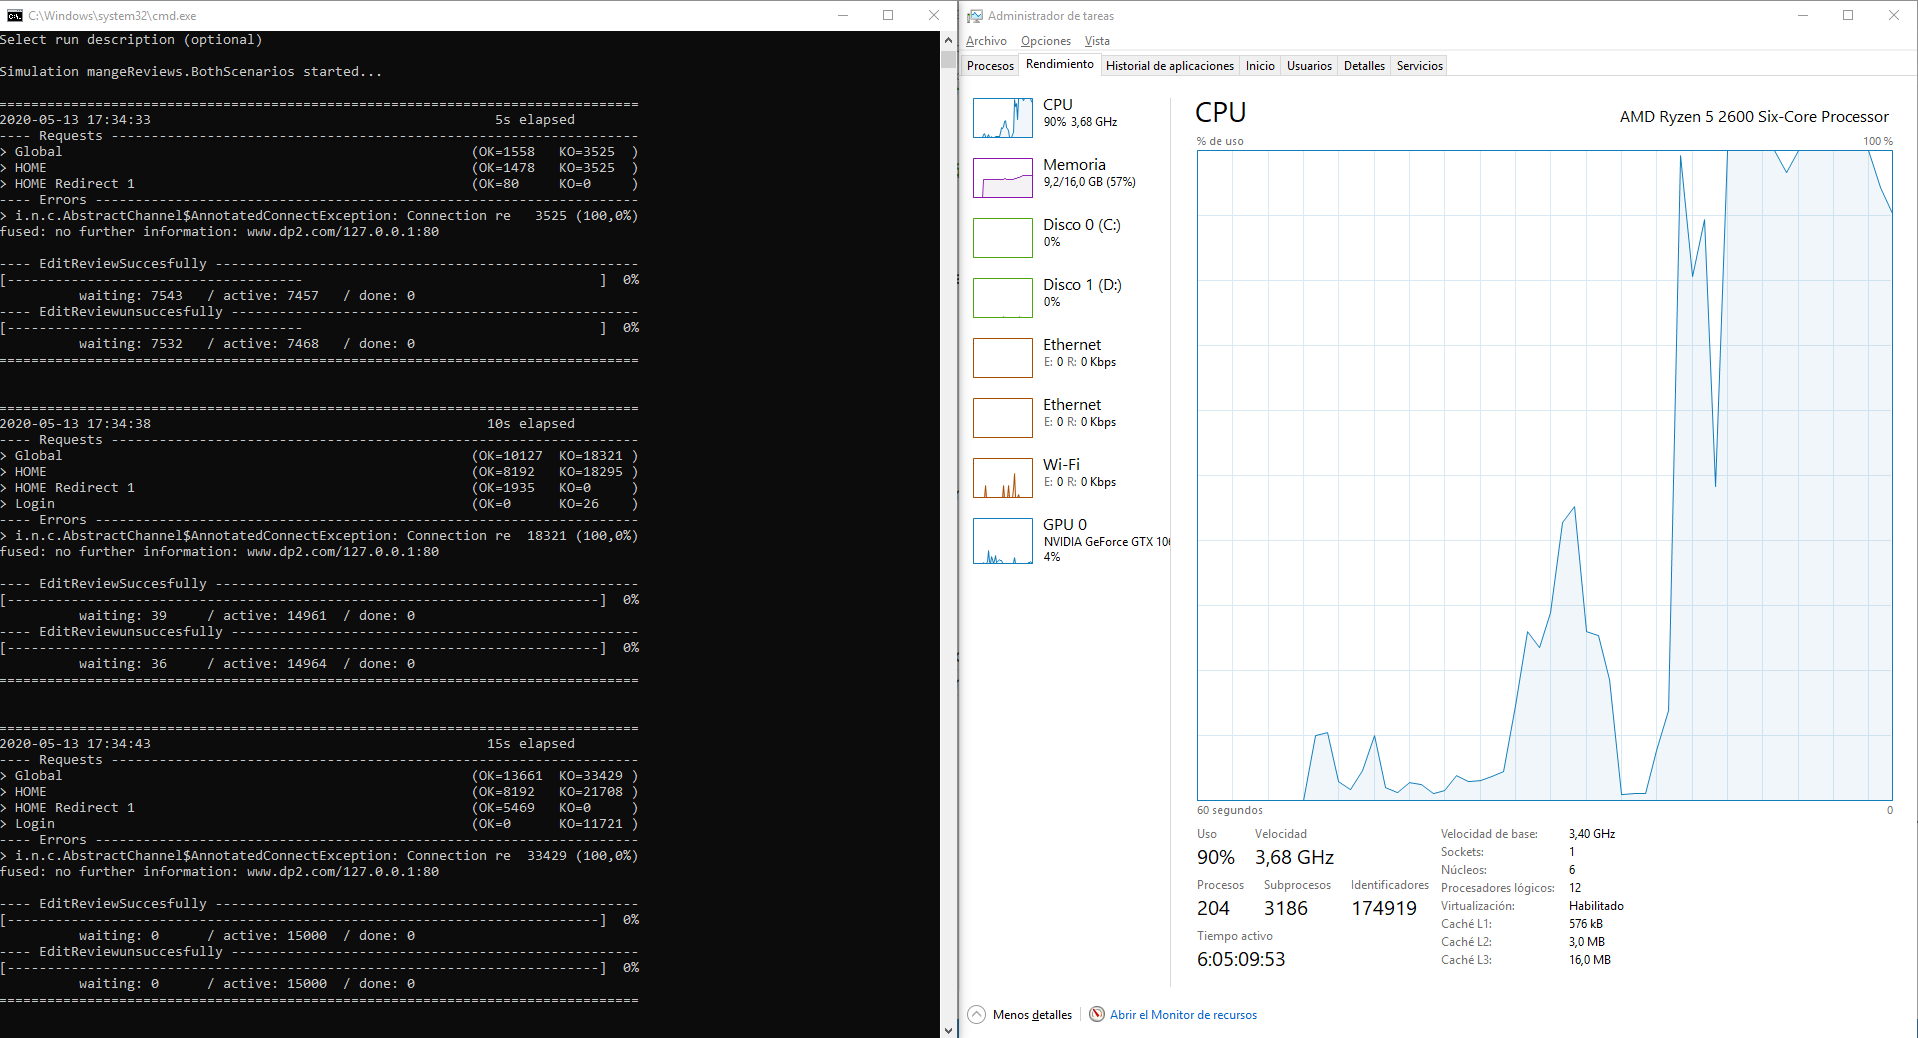 C:\Windows\system32\cmd.exe
Select run description (optional)
Simulation mangeReviews.BothScenarios started...
================================================================================
2020-05-13 17:34:33                                           5s elapsed
---- Requests ------------------------------------------------------------------
> Global                                                   (OK=1558   KO=3525  )
> HOME                                                     (OK=1478   KO=3525  )
> HOME Redirect 1                                          (OK=80     KO=0     )
---- Errors --------------------------------------------------------------------
> i.n.c.AbstractChannel$AnnotatedConnectException: Connection re   3525 (100,0%)
fused: no further information: www.dp2.com/127.0.0.1:80
---- EditReviewSuccesfully -----------------------------------------------------
[-------------------------------------                                     ]  0%
          waiting: 7543   / active: 7457   / done: 0
---- EditReviewunsuccesfully ---------------------------------------------------
[-------------------------------------                                     ]  0%
          waiting: 7532   / active: 7468   / done: 0
================================================================================
================================================================================
2020-05-13 17:34:38                                          10s elapsed
---- Requests ------------------------------------------------------------------
> Global                                                   (OK=10127  KO=18321 )
> HOME                                                     (OK=8192   KO=18295 )
> HOME Redirect 1                                          (OK=1935   KO=0     )
> Login                                                    (OK=0      KO=26    )
---- Errors --------------------------------------------------------------------
> i.n.c.AbstractChannel$AnnotatedConnectException: Connection re  18321 (100,0%)
fused: no further information: www.dp2.com/127.0.0.1:80
---- EditReviewSuccesfully -----------------------------------------------------
[--------------------------------------------------------------------------]  0%
          waiting: 39     / active: 14961  / done: 0
---- EditReviewunsuccesfully ---------------------------------------------------
[--------------------------------------------------------------------------]  0%
          waiting: 36     / active: 14964  / done: 0
================================================================================
================================================================================
2020-05-13 17:34:43                                          15s elapsed
---- Requests ------------------------------------------------------------------
> Global                                                   (OK=13661  KO=33429 )
> HOME                                                     (OK=8192   KO=21708 )
> HOME Redirect 1                                          (OK=5469   KO=0     )
> Login                                                    (OK=0      KO=11721 )
---- Errors --------------------------------------------------------------------
> i.n.c.AbstractChannel$AnnotatedConnectException: Connection re  33429 (100,0%)
fused: no further information: www.dp2.com/127.0.0.1:80
---- EditReviewSuccesfully -----------------------------------------------------
[--------------------------------------------------------------------------]  0%
          waiting: 0      / active: 15000  / done: 0
---- EditReviewunsuccesfully ---------------------------------------------------
[--------------------------------------------------------------------------]  0%
          waiting: 0      / active: 15000  / done: 0
================================================================================
Administrador de tareas
Archivo Opciones Vista
Procesos Rendimiento Historial de aplicaciones Inicio Usuarios Detalles Servicios
CPU
90% 3,68 GHz
Memoria
9,2/16,0 GB (57%)
Disco 0 (C:)
0%
Disco 1 (D:)
0%
Ethernet
E: 0 R: 0 Kbps
Ethernet
E: 0 R: 0 Kbps
Wi-Fi
E: 0 R: 0 Kbps
GPU 0
NVIDIA GeForce GTX 106
4%
CPU AMD Ryzen 5 2600 Six-Core Processor
% de uso 100 %
60 segundos 0
Uso Velocidad
90% 3,68 GHz
Procesos Subprocesos Identificadores
204 3186 174919
Tiempo activo
6:05:09:53
Velocidad de base: 3,40 GHz
Sockets: 1
Núcleos: 6
Procesadores lógicos: 12
Virtualización: Habilitado
Caché L1: 576 kB
Caché L2: 3,0 MB
Caché L3: 16,0 MB
Menos detalles Abrir el Monitor de recursos